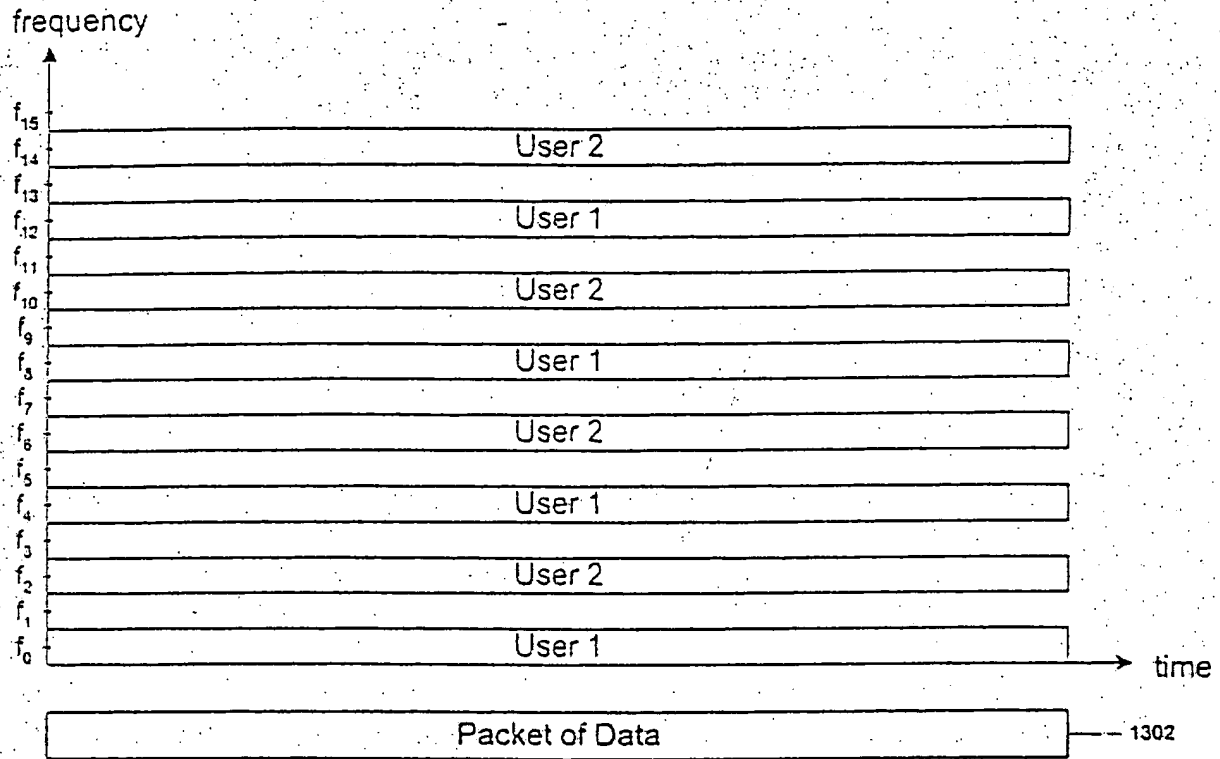 frequency
f15
User 2
f14
f13
User 1
f12
f11
User 2
f10
f9
User 1
f8
f7
User 2
f6
f5
User 1
f4
f3
User 2
f2
f1
User 1
f0
time
Packet of Data
1302